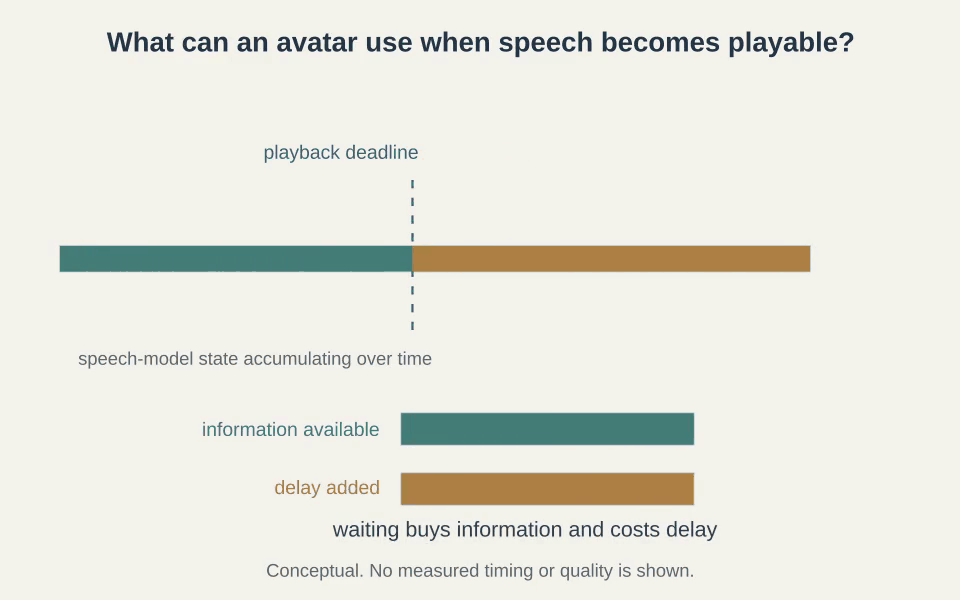 What can an avatar use when speech becomes playable?
playback deadline
speech-model state accumulating over time
information available
delay added
waiting buys information and costs delay
Conceptual. No measured timing or quality is shown.